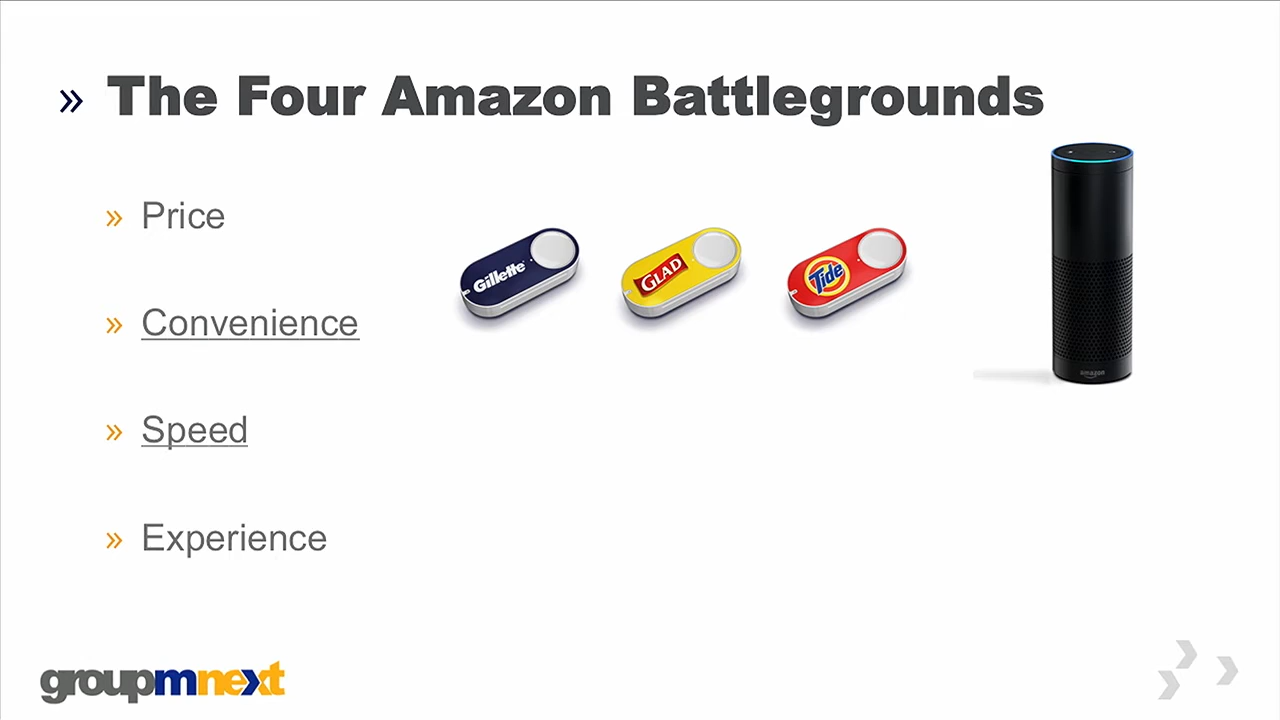 » The Four Amazon Battlegrounds
» Price
» Convenience
» Speed
» Experience
Gillette
GLAD
Tide
amazon
groupmnext